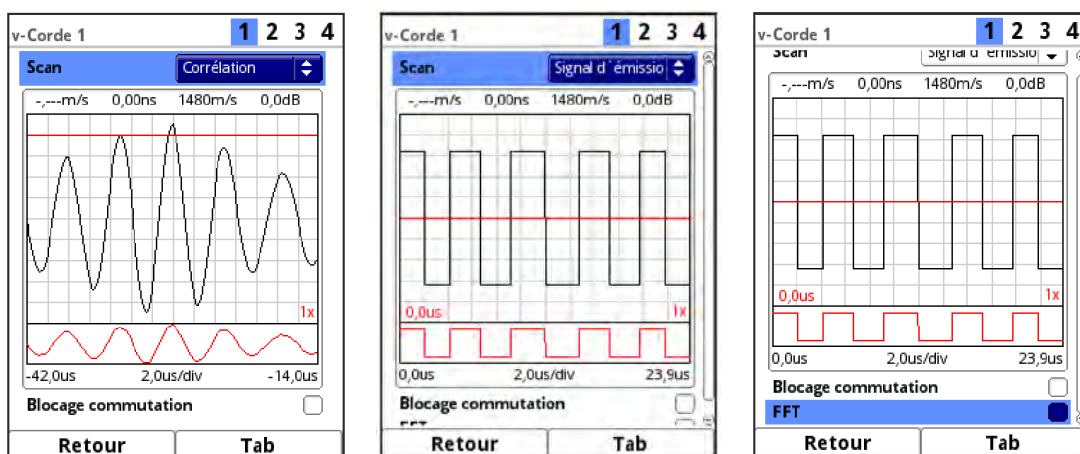 v-Corde 1 1 2 3 4
Scan Corrélation
-,---m/s 0,00ns 1480m/s 0,0dB
1x
-42,0us 2,0us/div -14,0us
Blocage commutation
Retour Tab
v-Corde 1 1 2 3 4
Scan Signal d´émissio
-,---m/s 0,00ns 1480m/s 0,0dB
0,0us 1x
0,0us 2,0us/div 23,9us
Blocage commutation
FFT
Retour Tab
v-Corde 1 1 2 3 4
Scan Signal d´émissio
-,---m/s 0,00ns 1480m/s 0,0dB
0,0us 1x
0,0us 2,0us/div 23,9us
Blocage commutation
FFT
Retour Tab